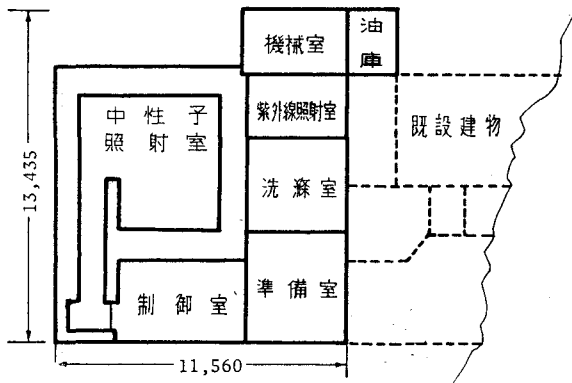 機械室
油
庫
中性子
照射室
紫外線照射室
既設建物
洗滌室
準備室
制御室
13,435
11,560